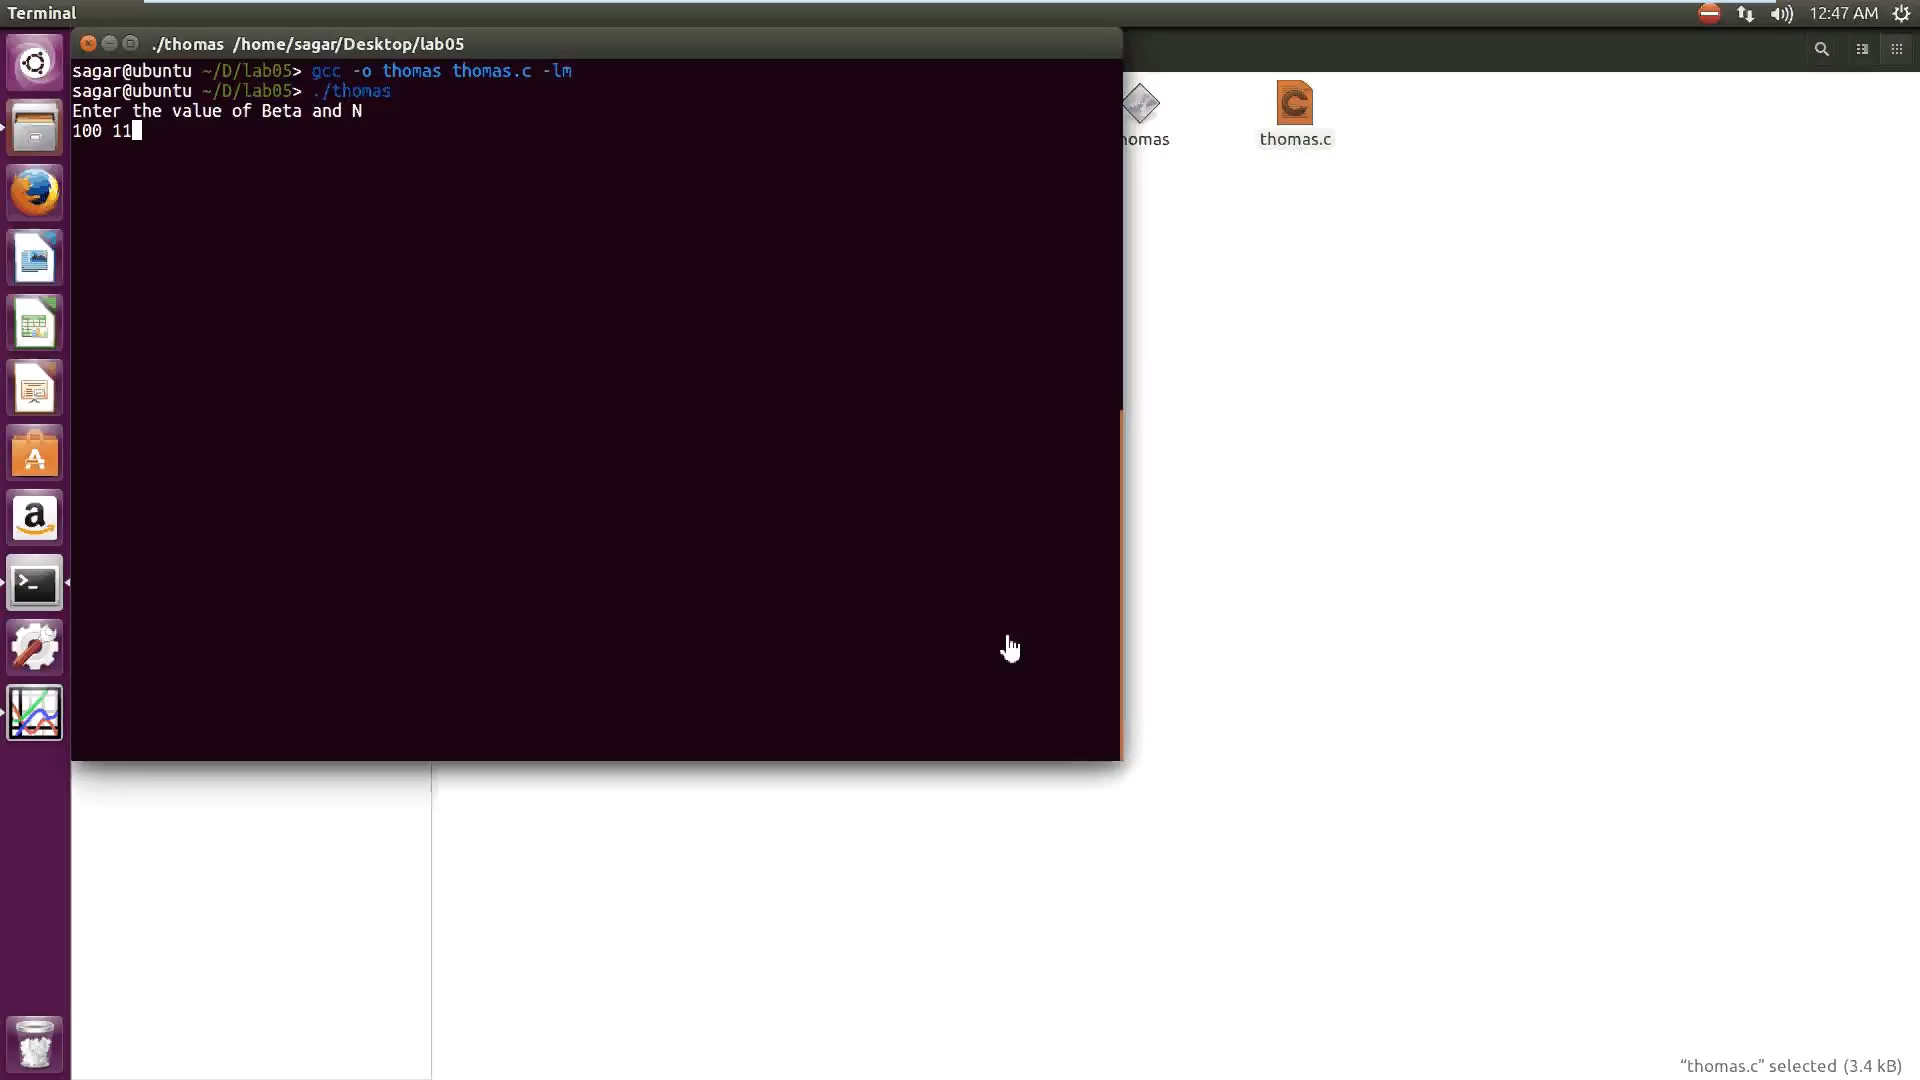 Terminal
12:47 AM
./thomas /home/sagar/Desktop/lab05
sagar@ubuntu ~/D/lab05> gcc -o thomas thomas.c -lm
sagar@ubuntu ~/D/lab05> ./thomas
Enter the value of Beta and N
100 11
homas
thomas.c
“thomas.c” selected (3.4 kB)